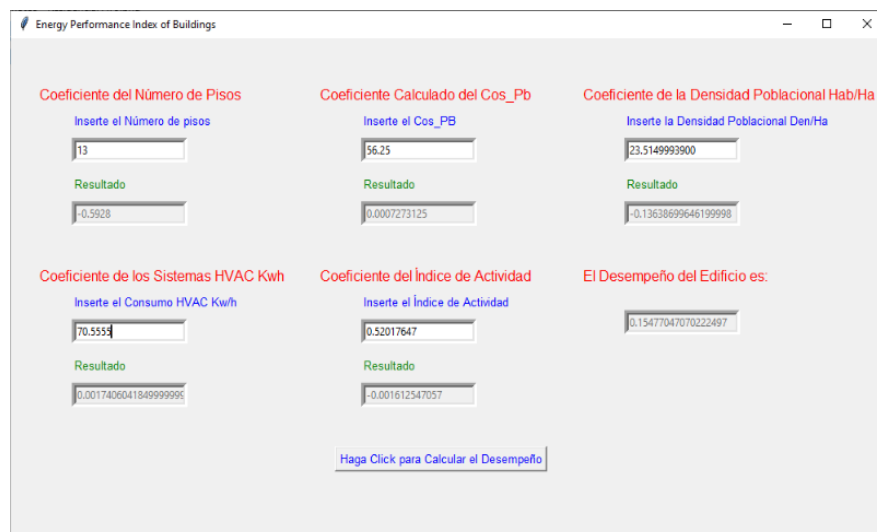 Energy Performance Index of Buildings
Coeficiente del Número de Pisos
Inserte el Número de pisos
13
Resultado
-0.5928
Coeficiente Calculado del Cos_Pb
Inserte el Cos_PB
56.25
Resultado
0.0007273125
Coeficiente de la Densidad Poblacional Hab/Ha
Inserte la Densidad Poblacional Den/Ha
23.5149993900
Resultado
-0.13638699646199998
Coeficiente de los Sistemas HVAC Kwh
Inserte el Consumo HVAC Kw/h
70.5555
Resultado
0.0017406041849999999
Coeficiente del Índice de Actividad
Inserte el Índice de Actividad
0.52017647
Resultado
-0.001612547057
El Desempeño del Edificio es:
0.15477047070222497
Haga Click para Calcular el Desempeño